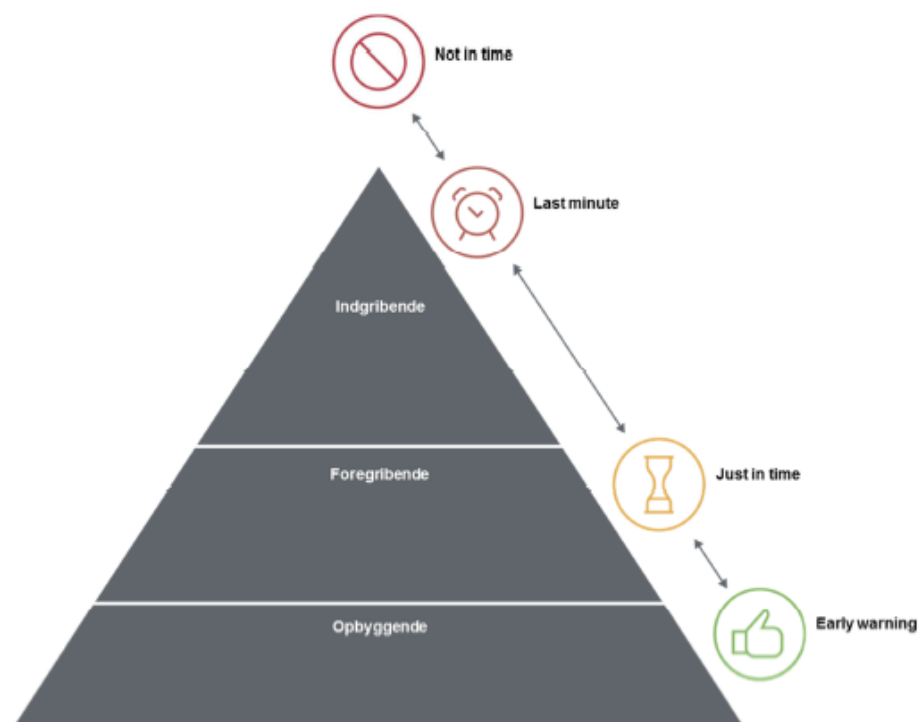 Not in time
Last minute
Indgribende
Foregribende
Just in time
Early warning
Opbyggende